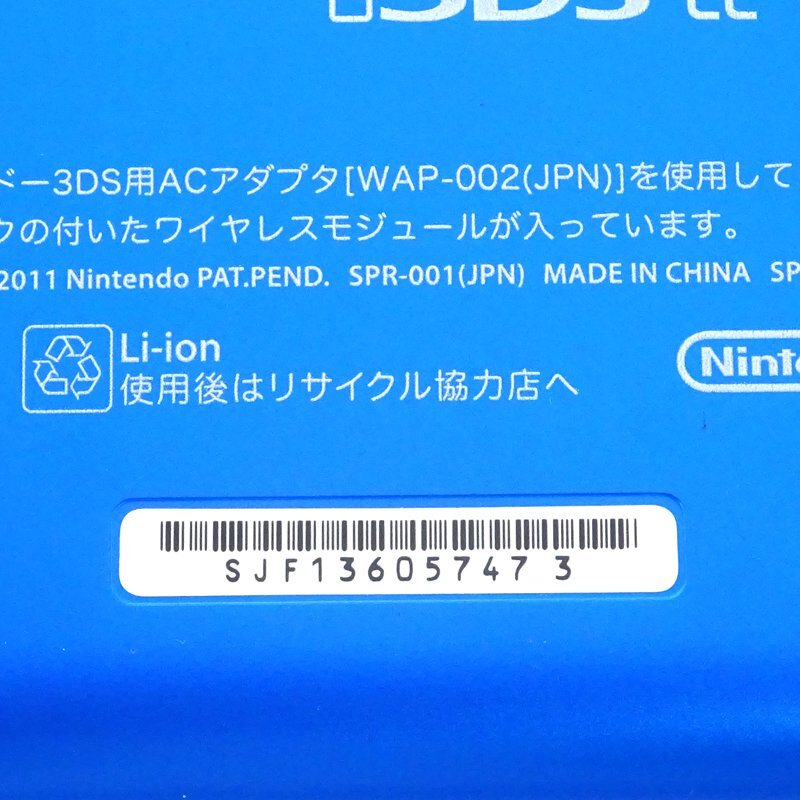 3DS LL
ドー3DS用ACアダプタ[WAP-002(JPN)]を使用して
クの付いたワイヤレスモジュールが入っています。
2011 Nintendo PAT.PEND. SPR-001(JPN) MADE IN CHINA SP
Li-ion
使用後はリサイクル協力店へ
Ninte
SJF13605747 3